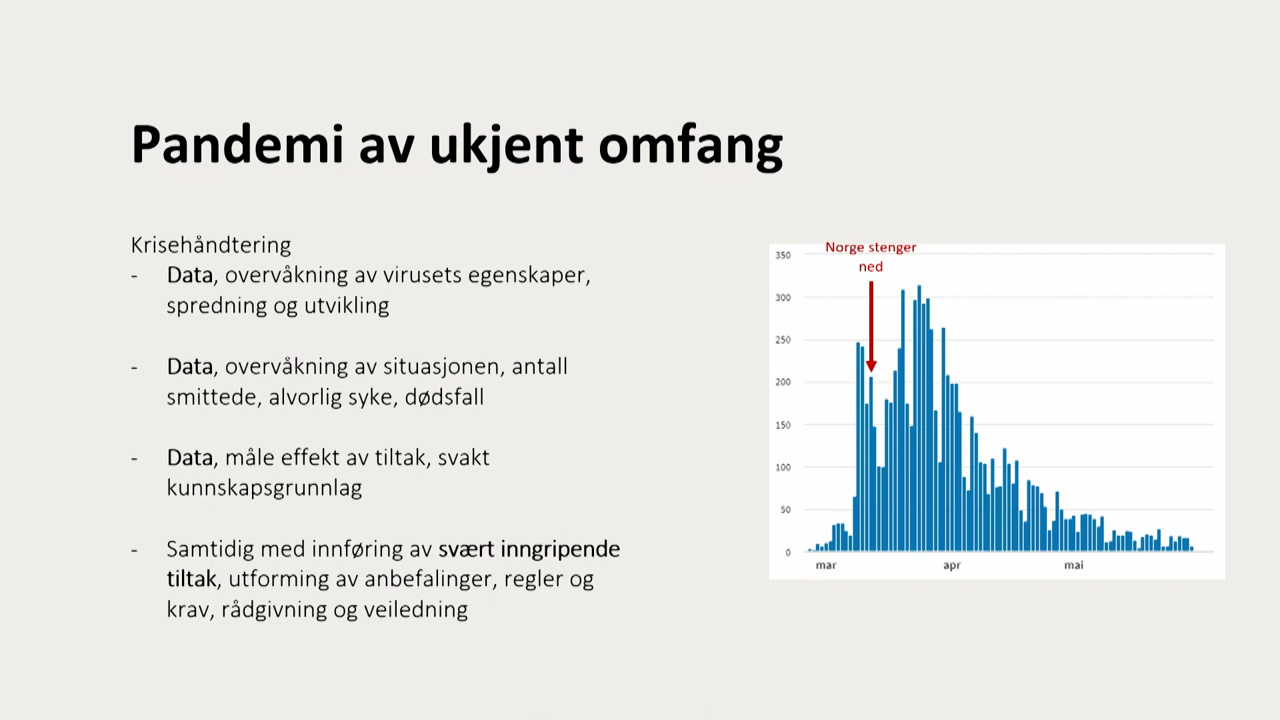 Pandemi av ukjent omfang
Krisehåndtering
- Data, overvåkning av virusets egenskaper,
spredning og utvikling
- Data, overvåkning av situasjonen, antall
smittede, alvorlig syke, dødsfall
- Data, måle effekt av tiltak, svakt
kunnskapsgrunnlag
- Samtidig med innføring av svært inngripende
tiltak, utforming av anbefalinger, regler og
krav, rådgivning og veiledning
Norge stenger
ned
350
300
250
200
150
100
50
0
mar apr mai